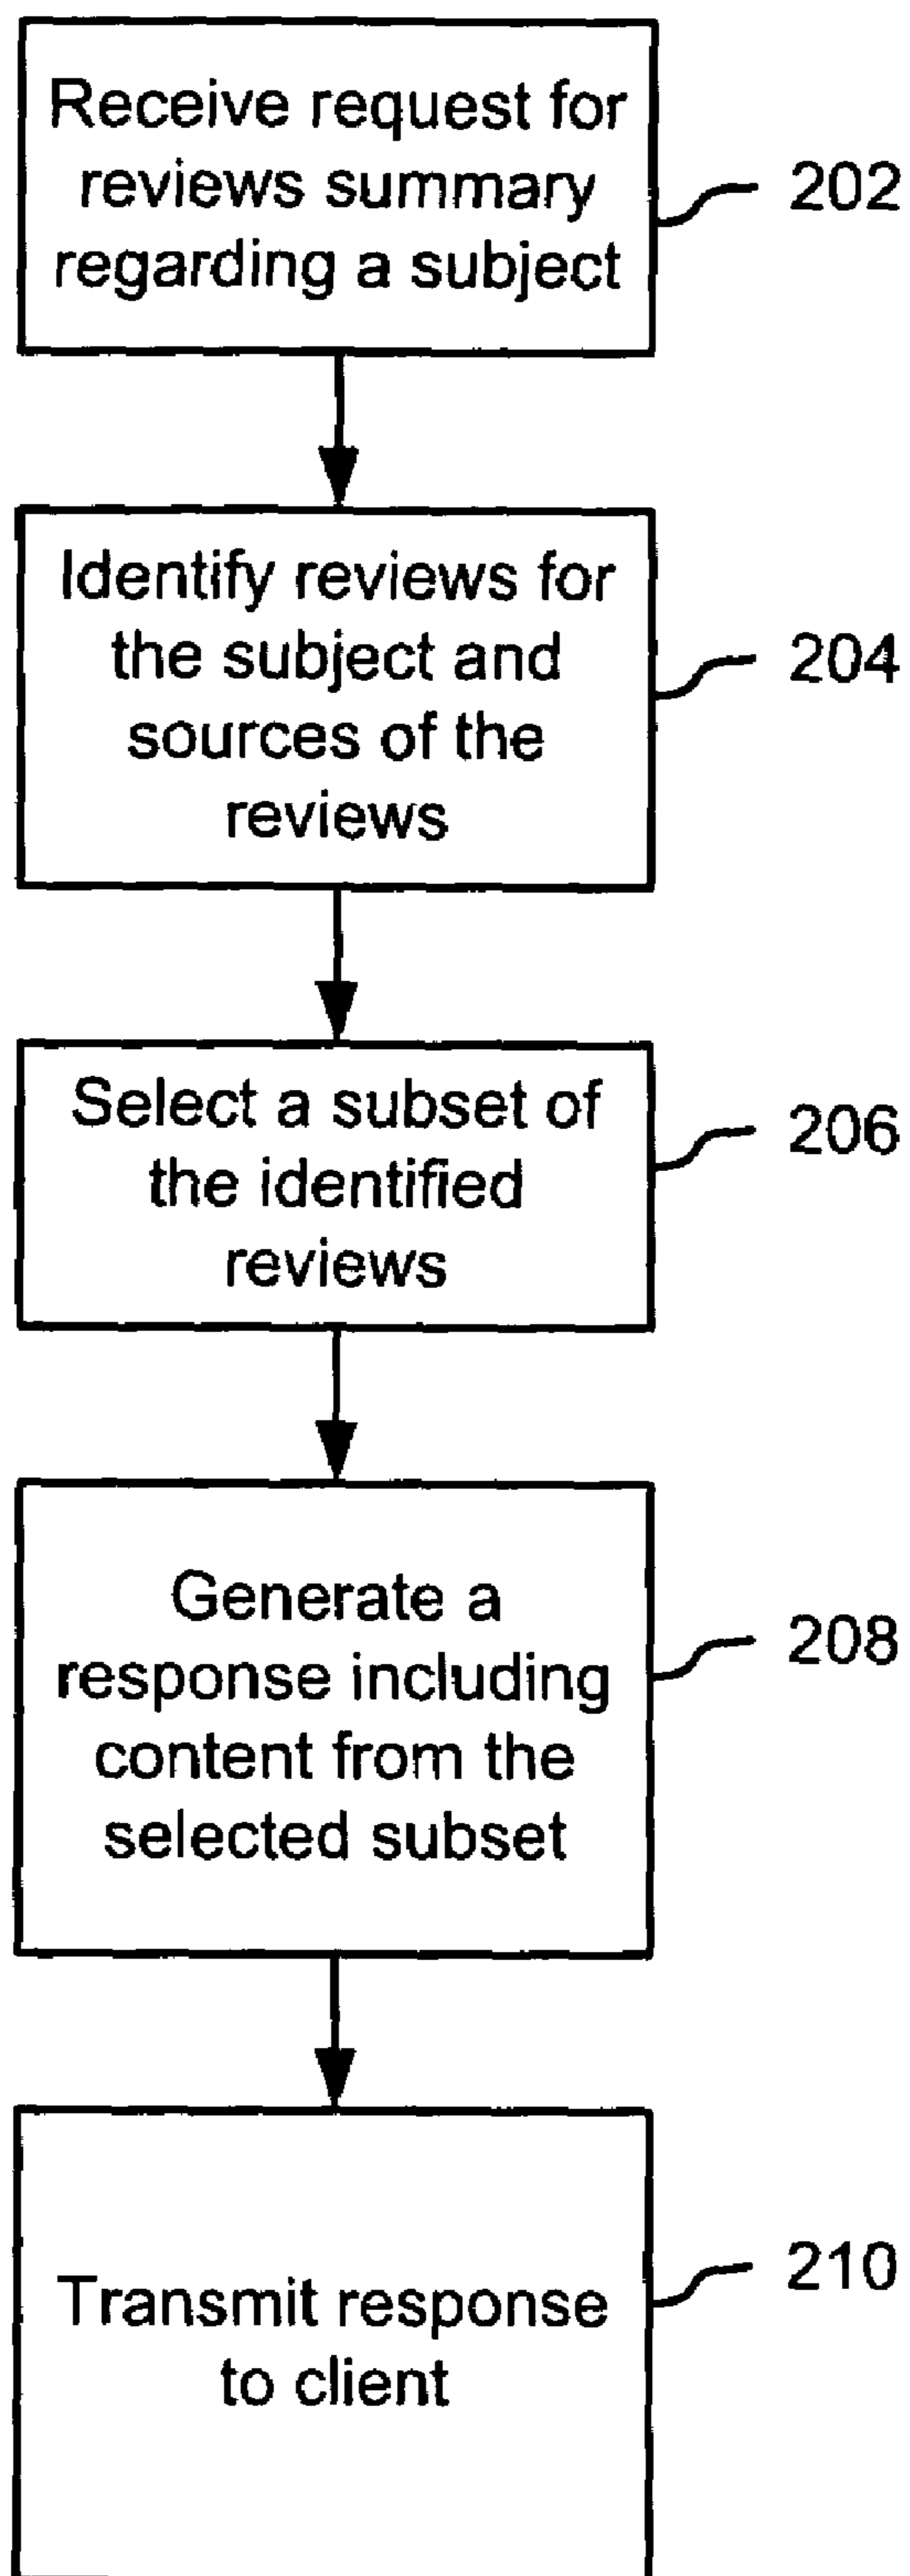 Receive request for
reviews summary
regarding a subject
202
Identify reviews for
the subject and
sources of the
reviews
204
Select a subset of
the identified
reviews
206
Generate a
response including
content from the
selected subset
208
Transmit response
to client
210